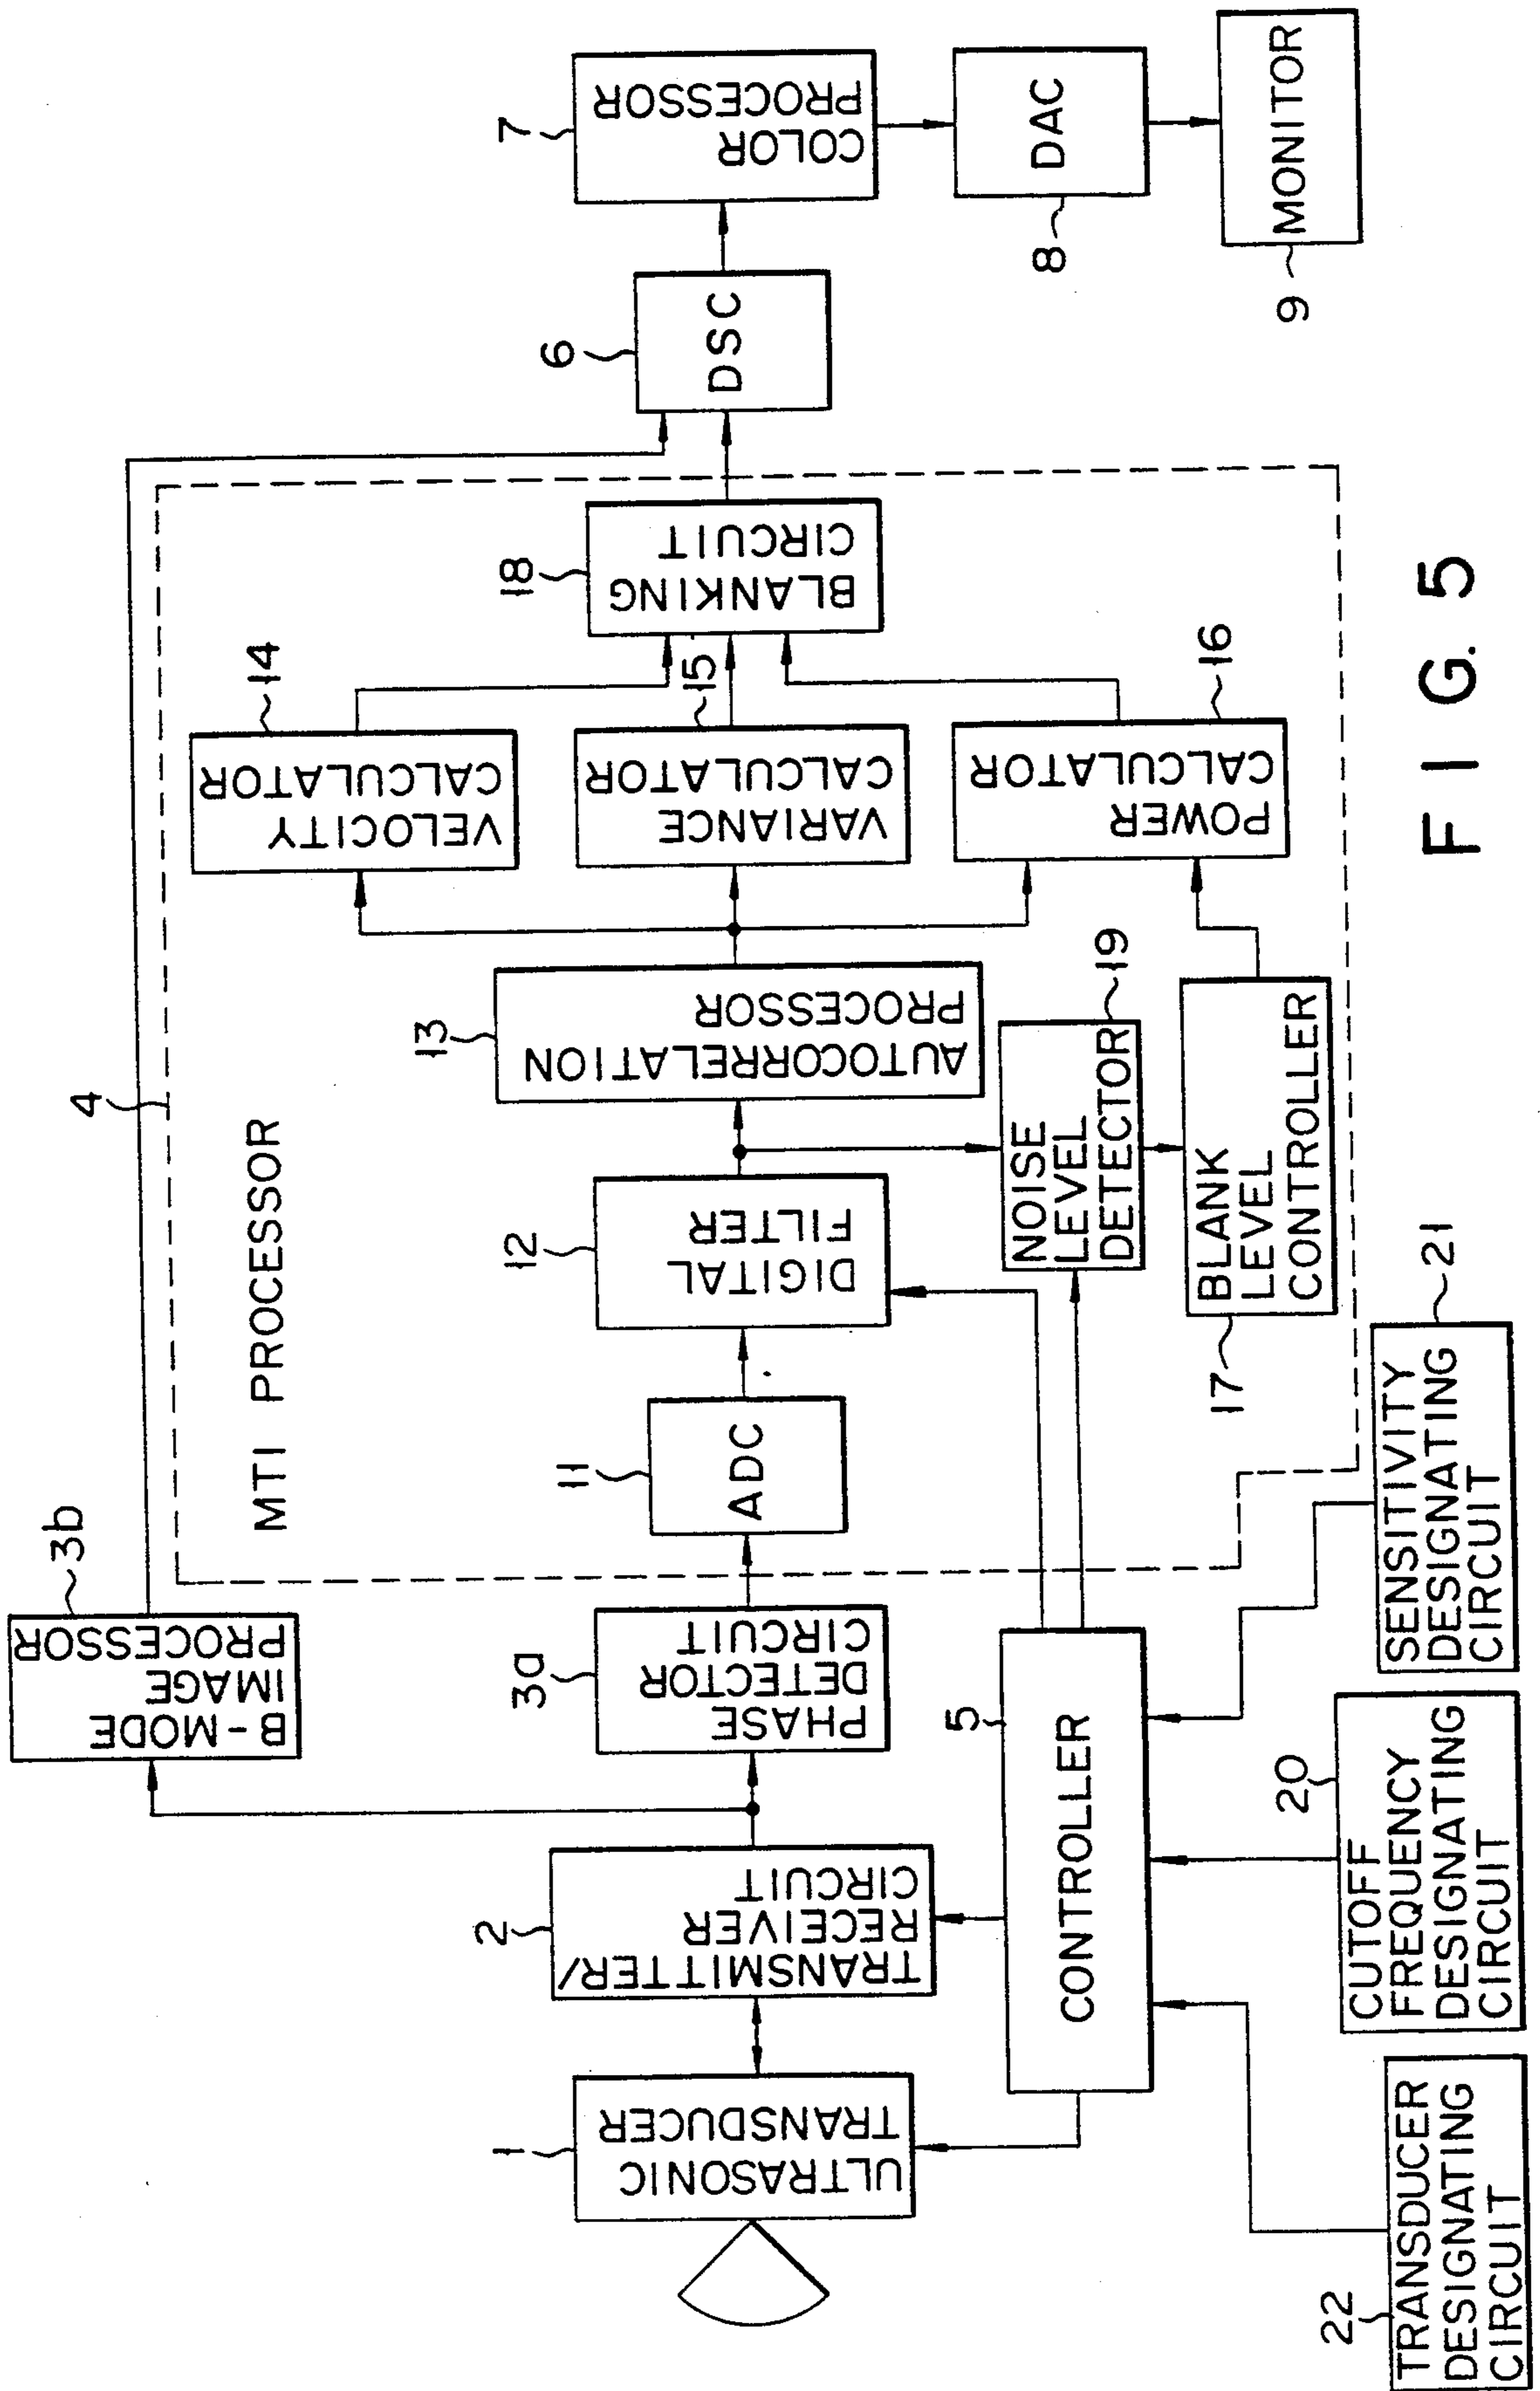 3b
B-MODE
IMAGE
PROCESSOR
4
MTI PROCESSOR
1
ULTRASONIC
TRANSDUCER
2
TRANSMITTER/
RECEIVER
CIRCUIT
3a
PHASE
DETECTOR
CIRCUIT
11
ADC
12
DIGITAL
FILTER
13
AUTOCORRELATION
PROCESSOR
14
VELOCITY
CALCULATOR
15
VARIANCE
CALCULATOR
16
POWER
CALCULATOR
18
BLANKING
CIRCUIT
6
DSC
7
COLOR
PROCESSOR
8
DAC
9
MONITOR
5
CONTROLLER
NOISE
LEVEL
DETECTOR
19
17
BLANK
LEVEL
CONTROLLER
22
TRANSDUCER
DESIGNATING
CIRCUIT
20
CUTOFF
FREQUENCY
DESIGNATING
CIRCUIT
21
SENSITIVITY
DESIGNATING
CIRCUIT
FIG. 5